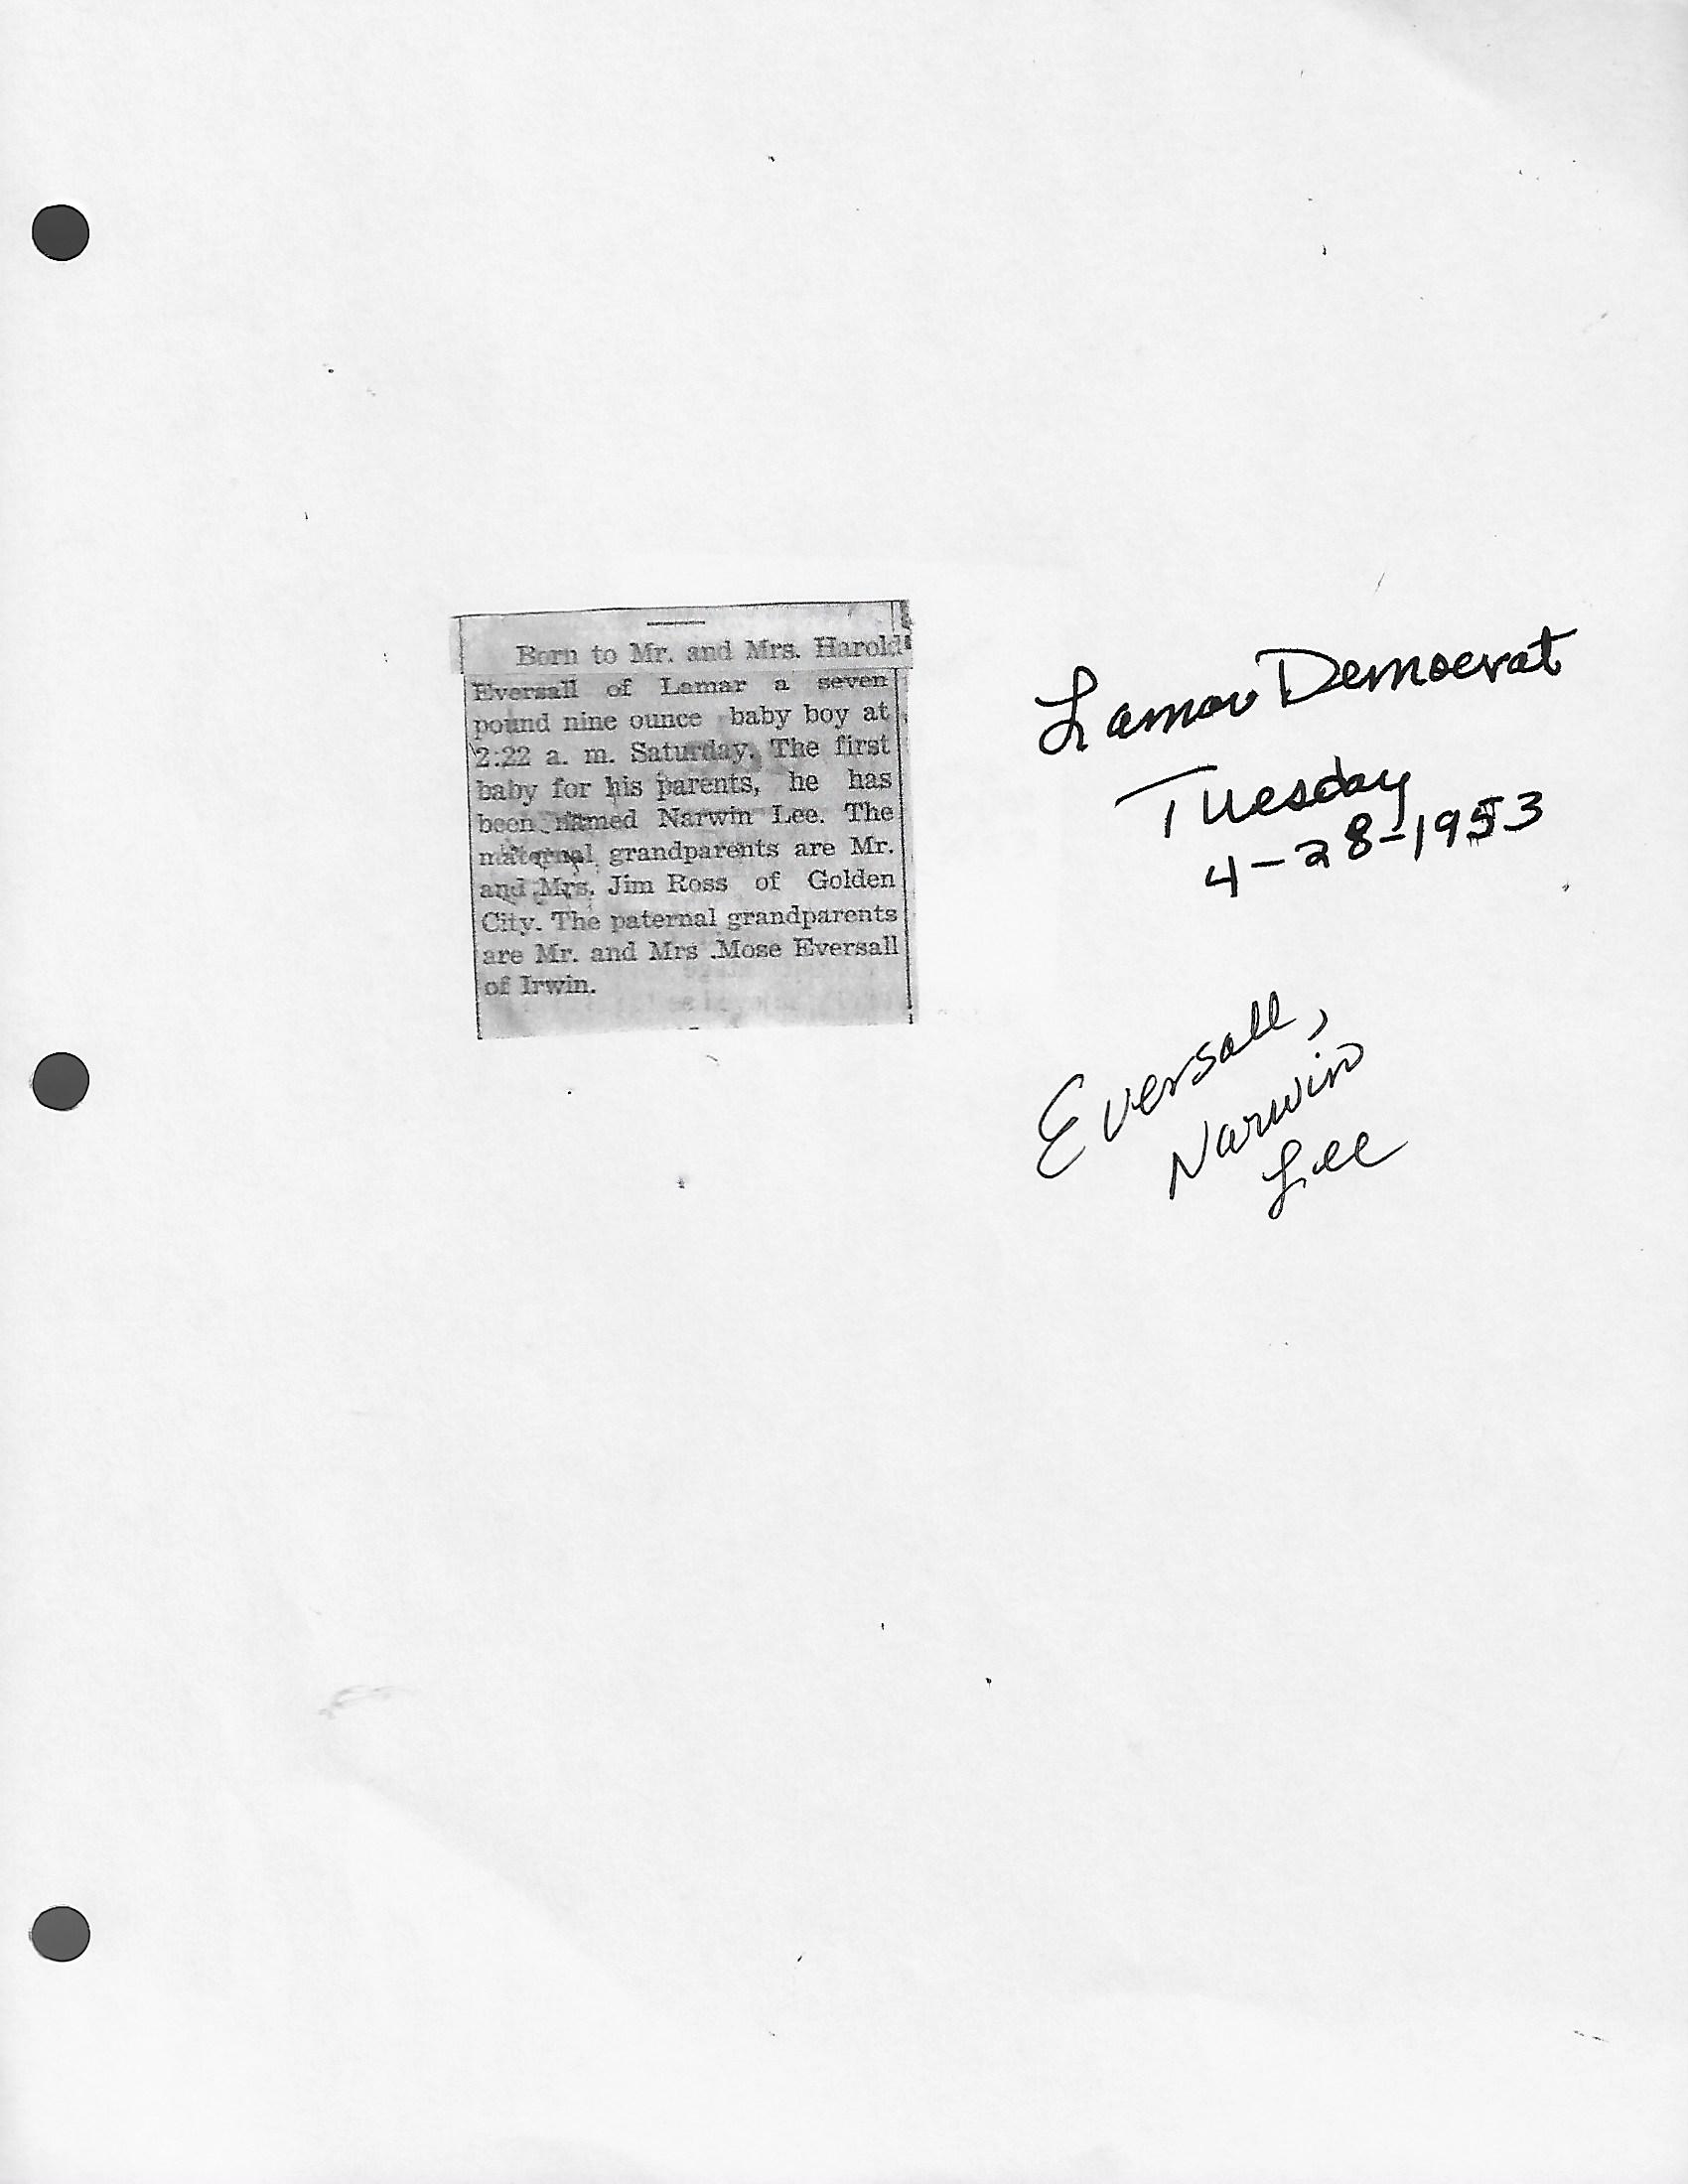 Born to Mr. and Mrs. Harold
Eversall of Lamar a seven
pound nine ounce baby boy at
2:22 a. m. Saturday. The first
baby for his parents, he has
been named Narwin Lee. The
maternal grandparents are Mr.
and Mrs. Jim Ross of Golden
City. The paternal grandparents
are Mr. and Mrs .Mose Eversall
of Irwin.
Lamar Democrat
Tuesday
4-28-1953
Eversall,
Narwin
Lee